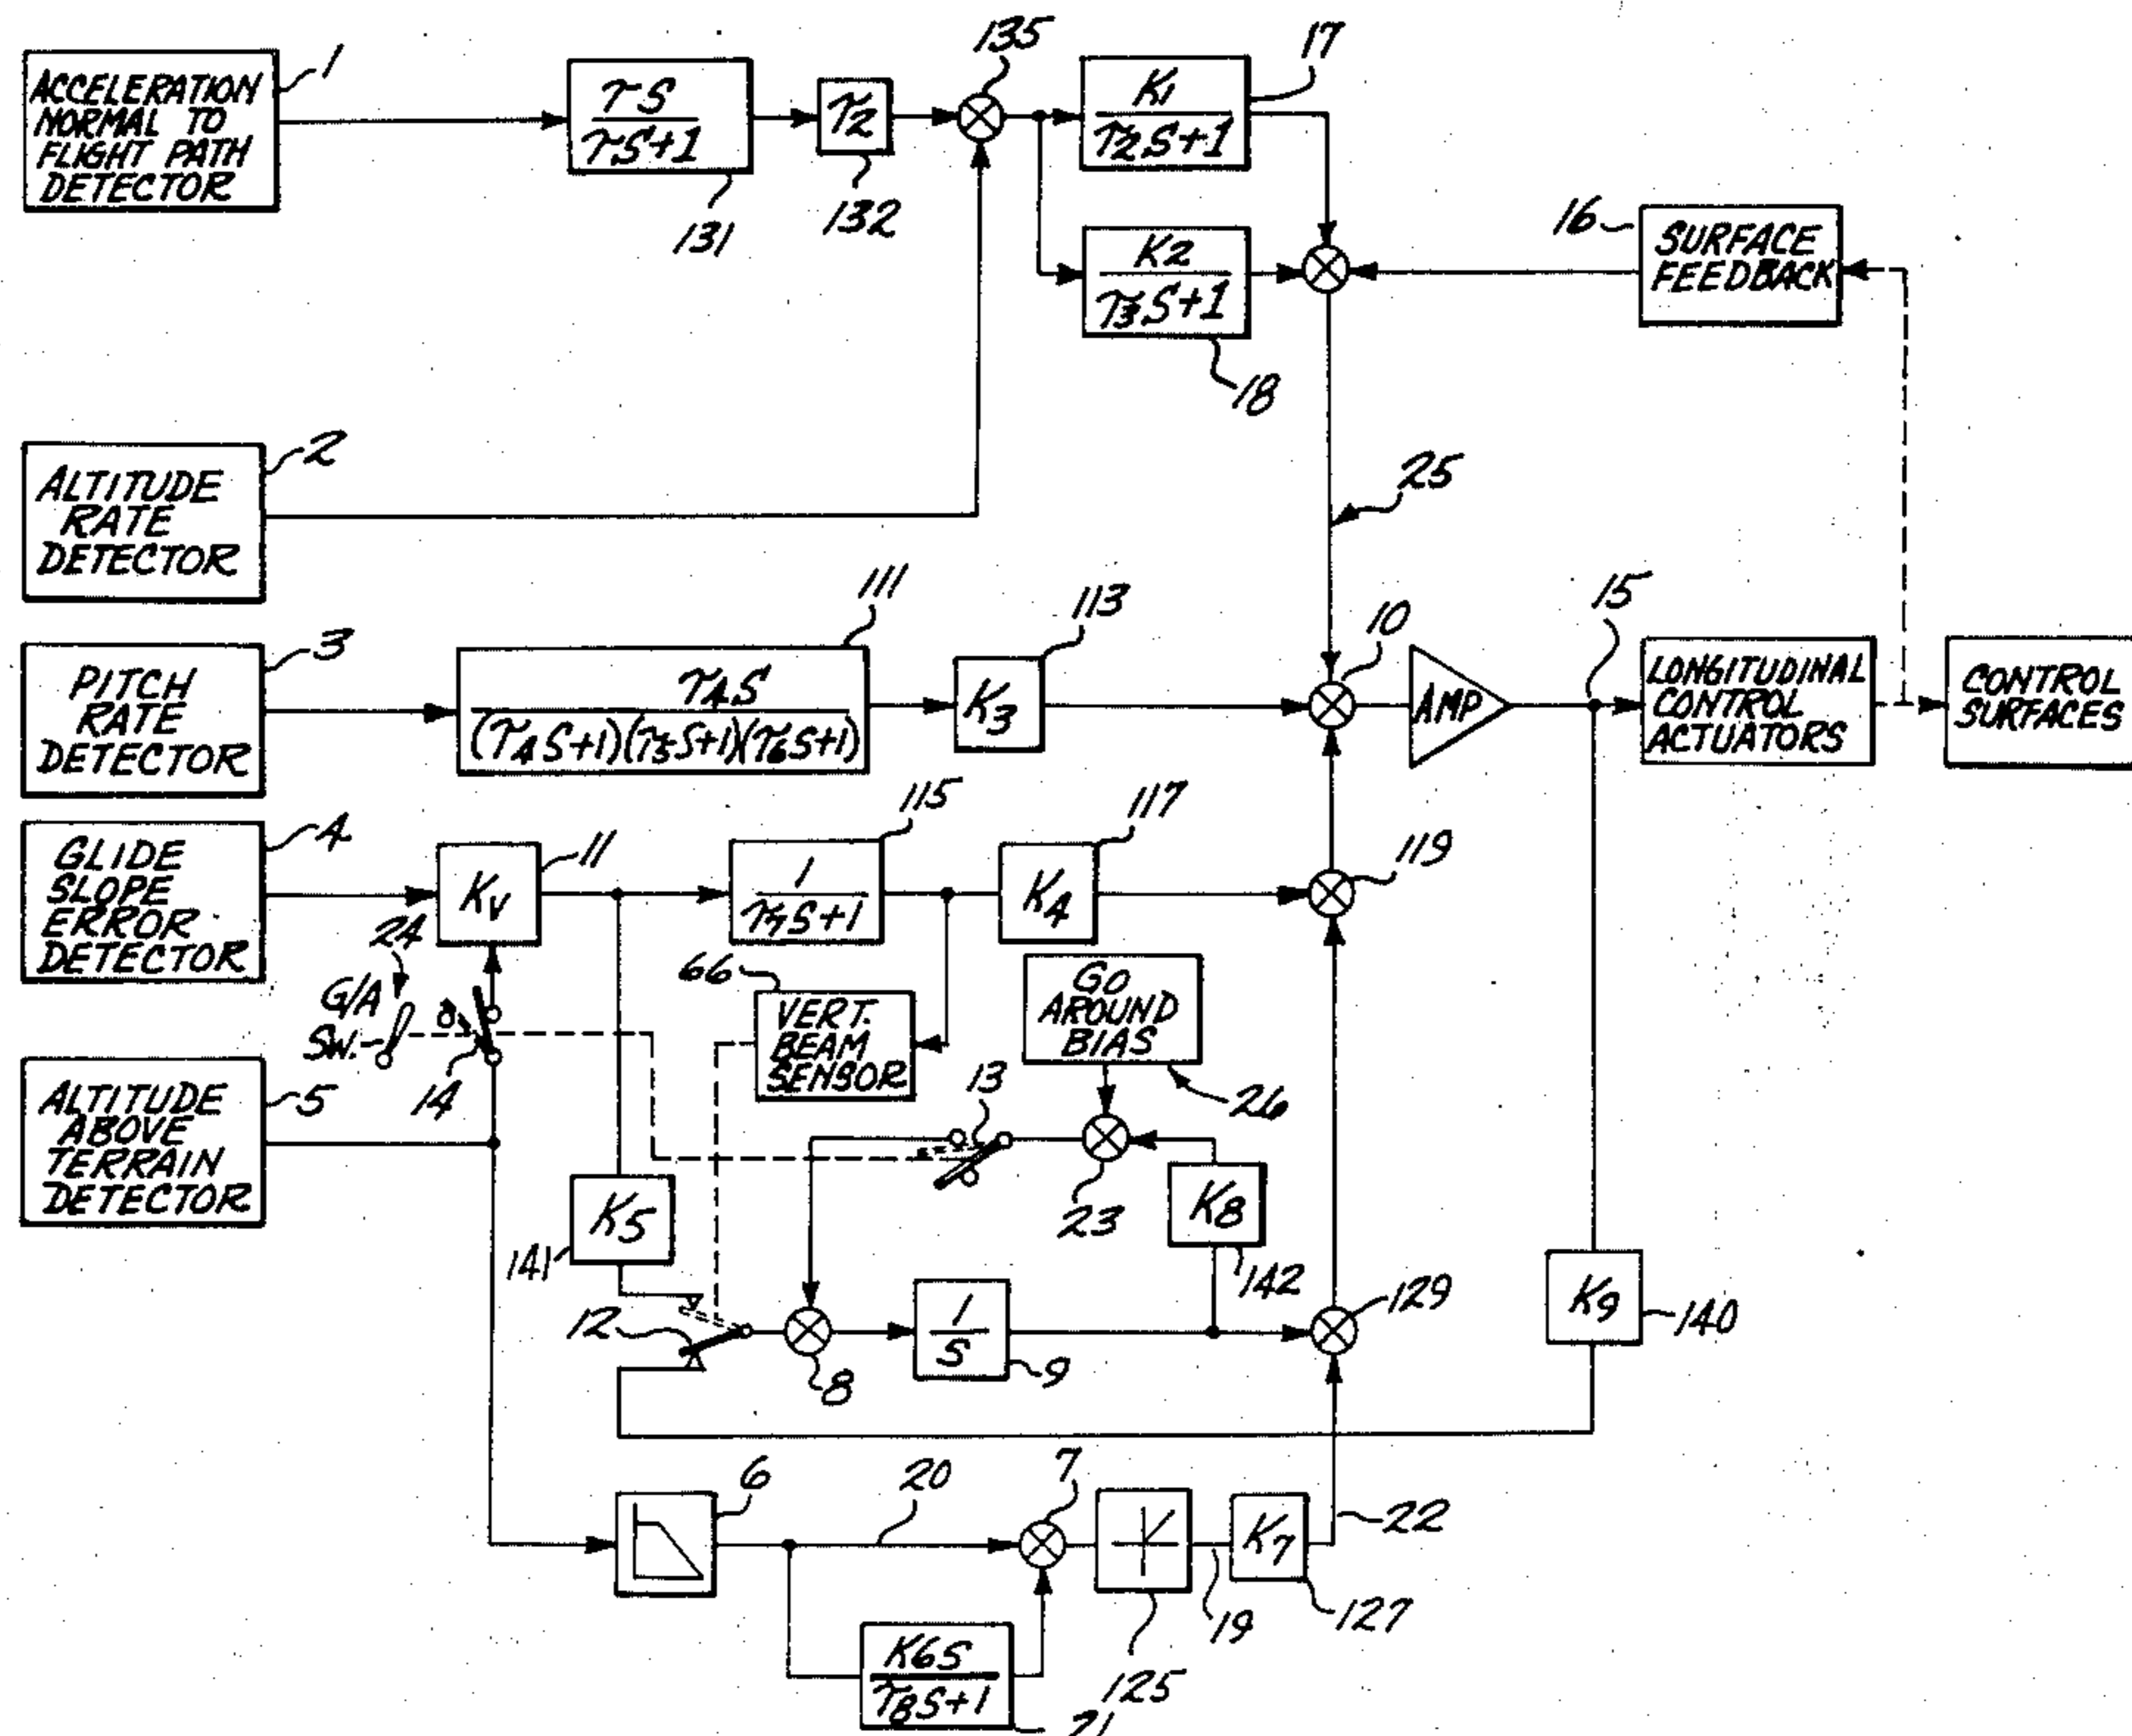 1
ACCELERATION
NORMAL TO
FLIGHT PATH
DETECTOR
τS
τS+1
131
τ2
132
135
K1
τ2S+1
17
K2
τ3S+1
18
16
SURFACE
FEEDBACK
2
ALTITUDE
RATE
DETECTOR
25
3
PITCH
RATE
DETECTOR
111
τ4S
(τ4S+1)(τ5S+1)(τ6S+1)
113
K3
10
AMP
15
LONGITUDINAL
CONTROL
ACTUATORS
CONTROL
SURFACES
4
GLIDE
SLOPE
ERROR
DETECTOR
KV
11
115
1
τ7S+1
117
K4
119
24
G/A
SW.
14
66
VERT.
BEAM
SENSOR
GO
AROUND
BIAS
26
5
ALTITUDE
ABOVE
TERRAIN
DETECTOR
13
23
K5
141
K8
142
12
8
1
S
9
129
K9
140
6
20
7
125
19
K7
127
22
K6S
τ8S+1
21